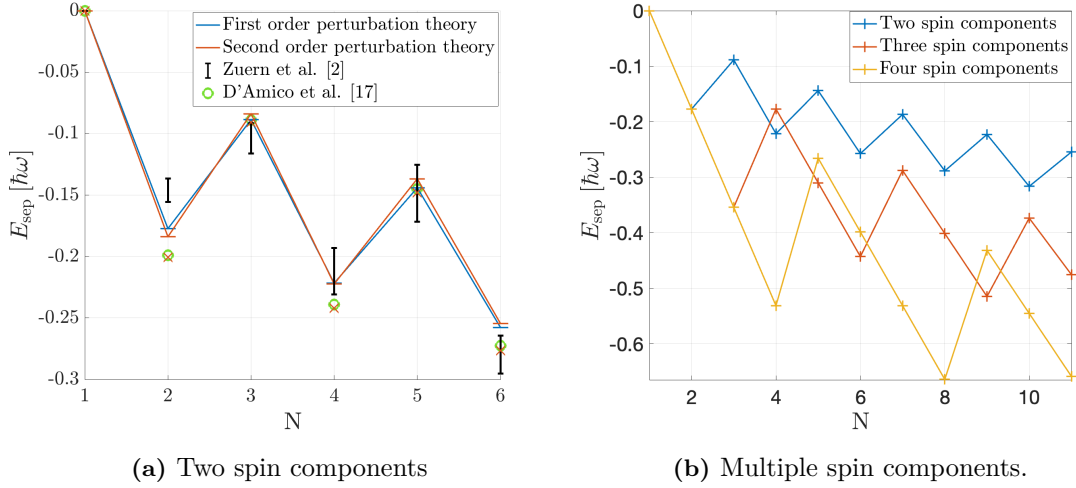 0
-0.05
-0.1
-0.15
-0.2
-0.25
-0.3
E_sep [ħω]
First order perturbation theory
Second order perturbation theory
Zuern et al. [2]
D'Amico et al. [17]
1 2 3 4 5 6
N
(a) Two spin components
0
-0.1
-0.2
-0.3
-0.4
-0.5
-0.6
E_sep [ħω]
Two spin components
Three spin components
Four spin components
2 4 6 8 10
N
(b) Multiple spin components.